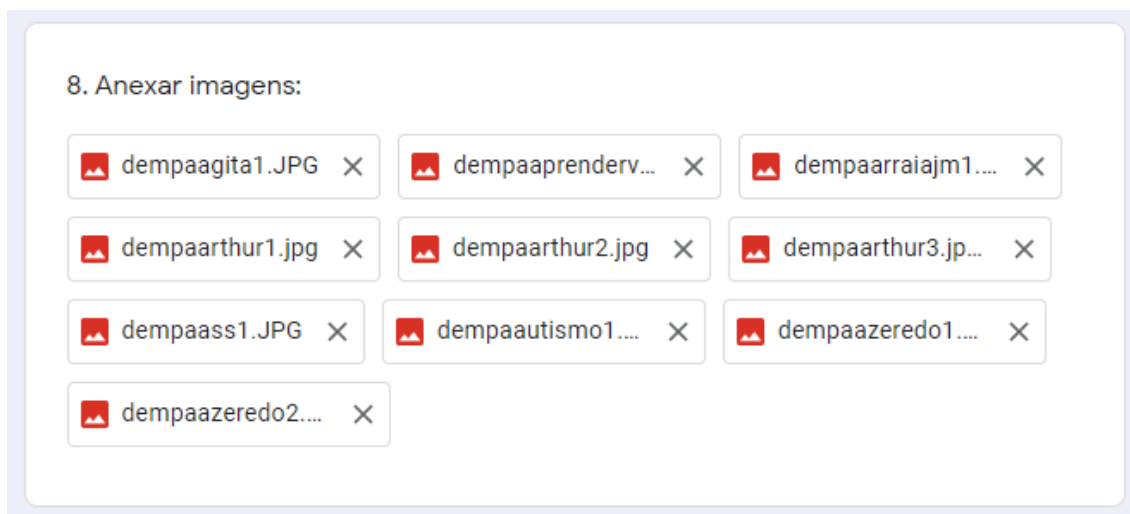 8. Anexar imagens:
dempaagita1.JPG dempaaprenderv... dempaarraiajm1....
dempaarthur1.jpg dempaarthur2.jpg dempaarthur3.jp...
dempaass1.JPG dempaautismo1.... dempaazeredo1....
dempaazeredo2....